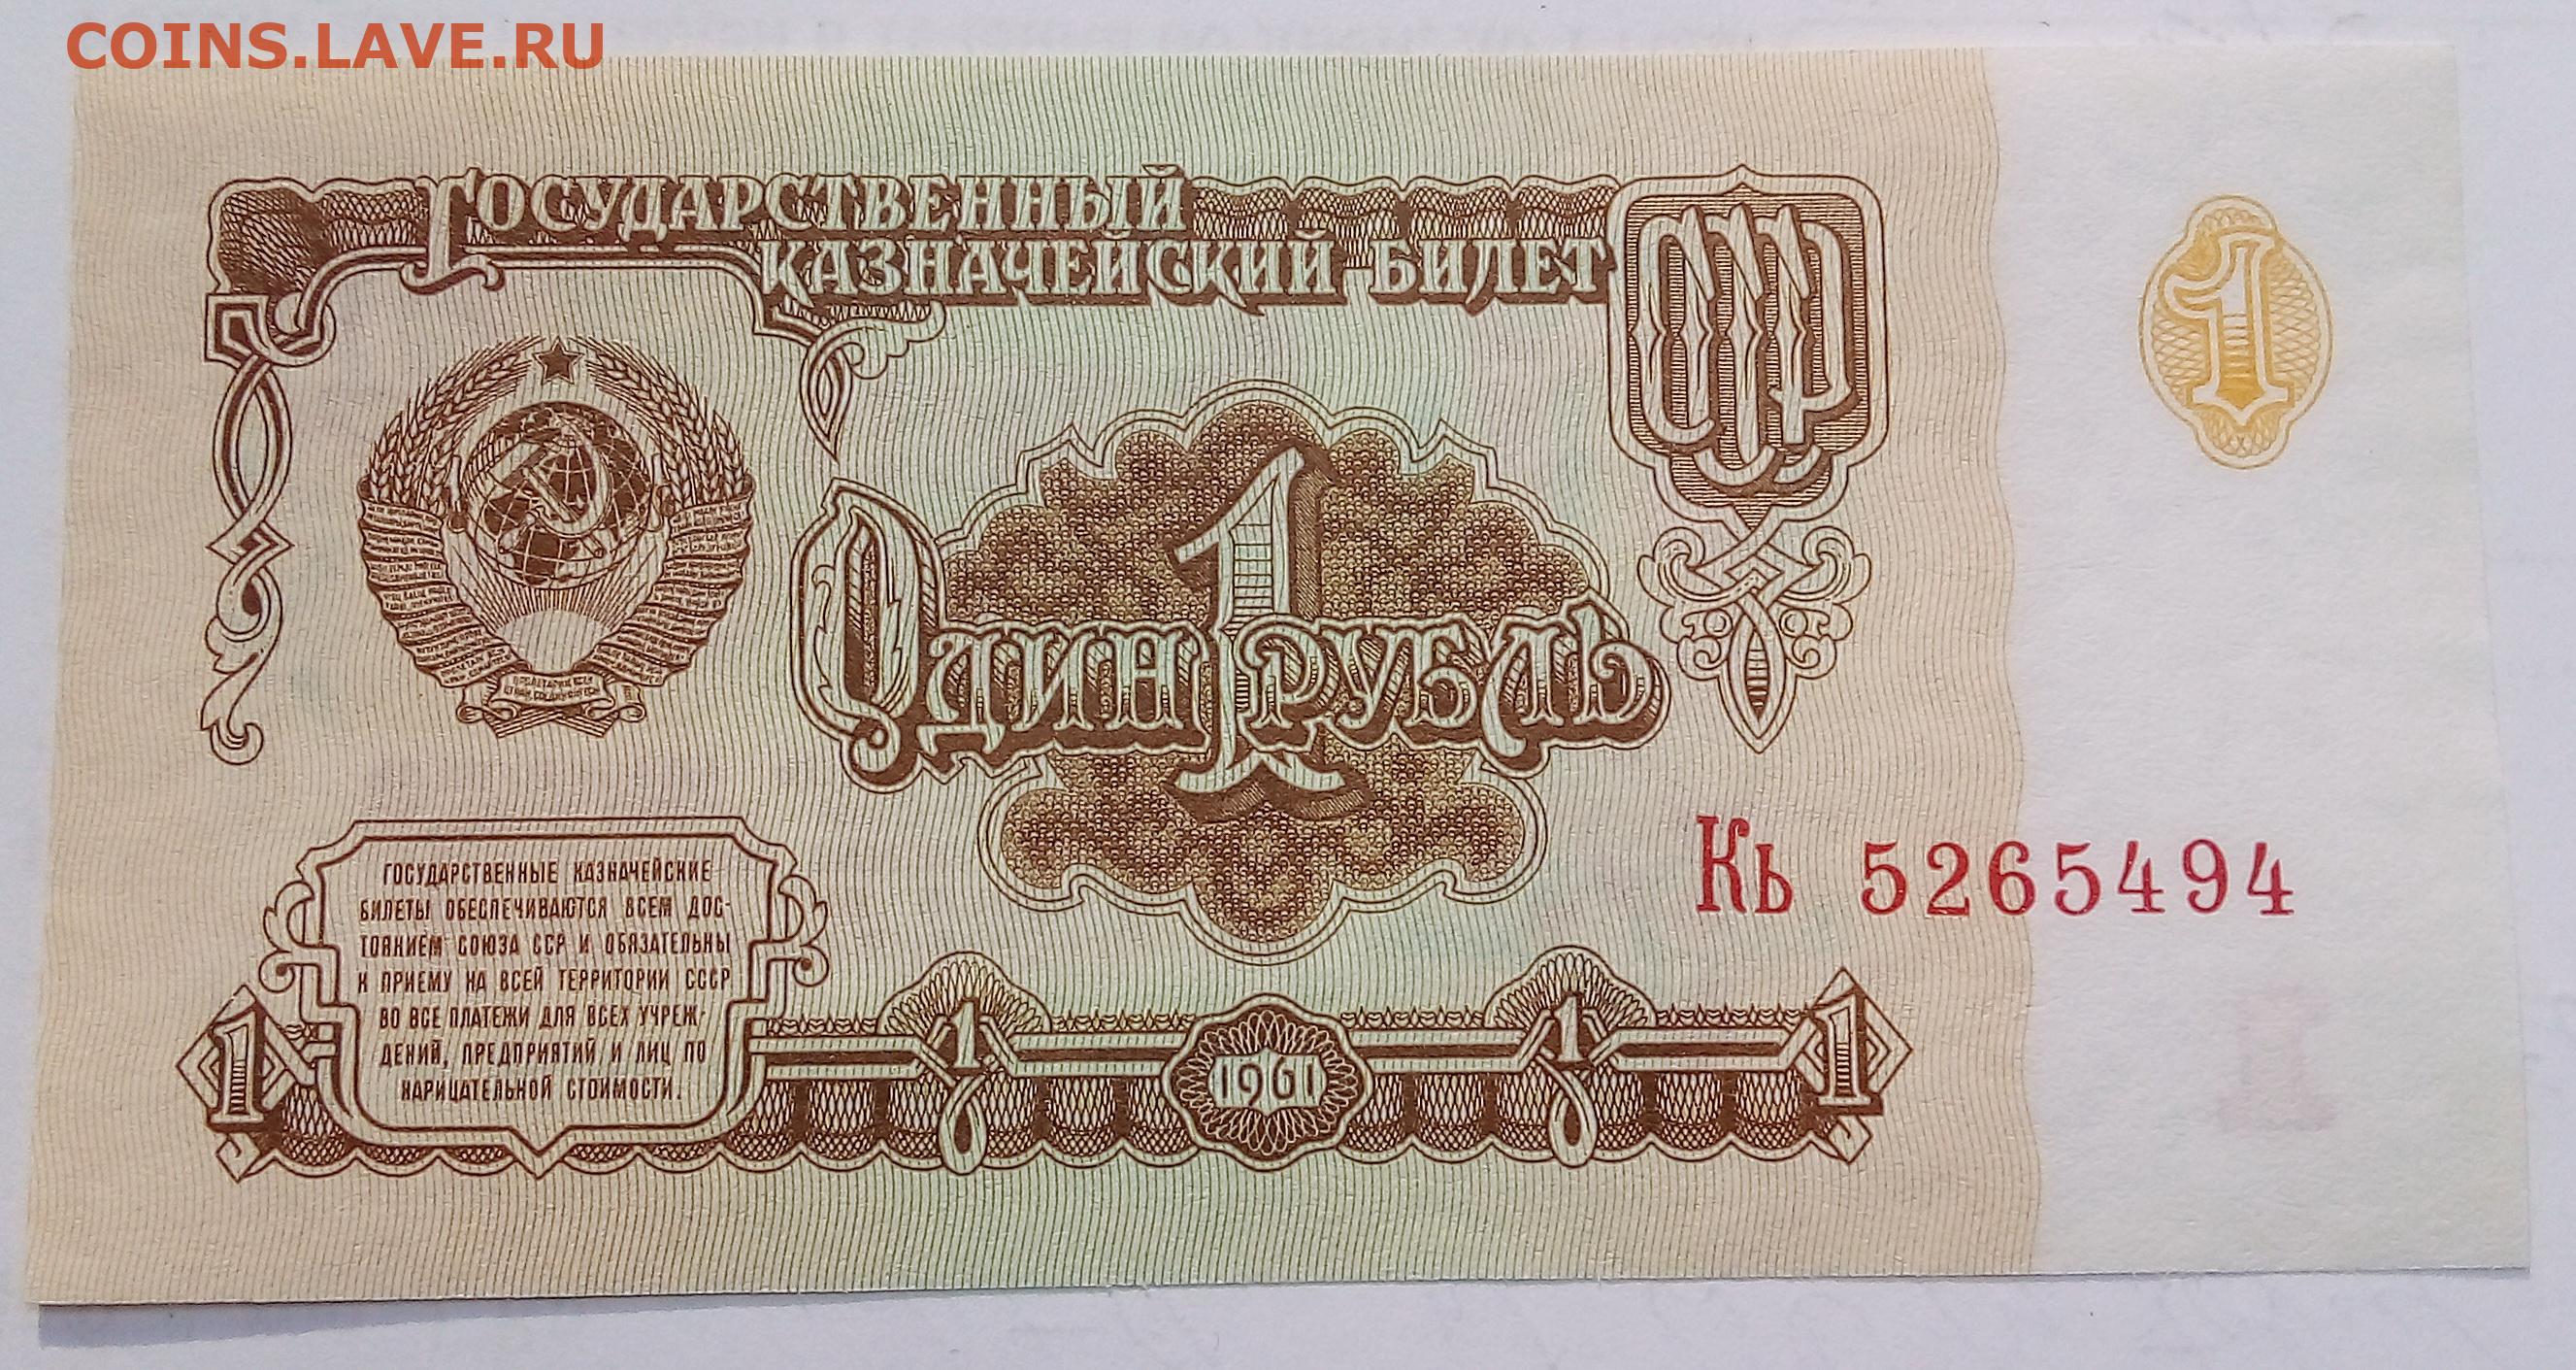 COINS.LAVE.RU
ГОСУДАРСТВЕННЫЙ
КАЗНАЧЕЙСКИЙ БИЛЕТ
СССР
1
1
ОДИН РУБЛЬ
Кь 5265494
ГОСУДАРСТВЕННЫЕ КАЗНАЧЕЙСКИЕ
БИЛЕТЫ ОБЕСПЕЧИВАЮТСЯ ВСЕМ ДОС-
ТОЯНИЕМ СОЮЗА ССР И ОБЯЗАТЕЛЬНЫ
К ПРИЕМУ НА ВСЕЙ ТЕРРИТОРИИ СССР
ВО ВСЕ ПЛАТЕЖИ ДЛЯ ВСЕХ УЧРЕЖ-
ДЕНИЙ, ПРЕДПРИЯТИЙ И ЛИЦ ПО
НАРИЦАТЕЛЬНОЙ СТОИМОСТИ.
1 1 1961 1 1